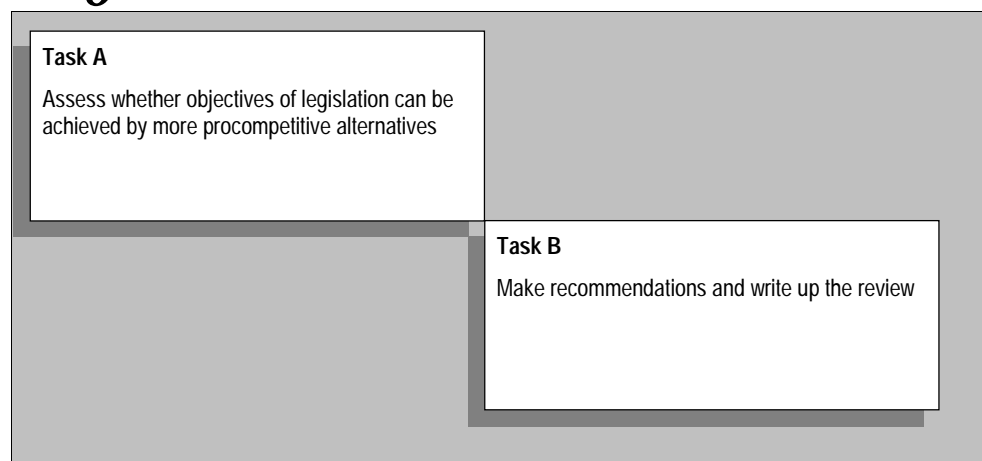 Task A
Assess whether objectives of legislation can be
achieved by more procompetitive alternatives
Task B
Make recommendations and write up the review